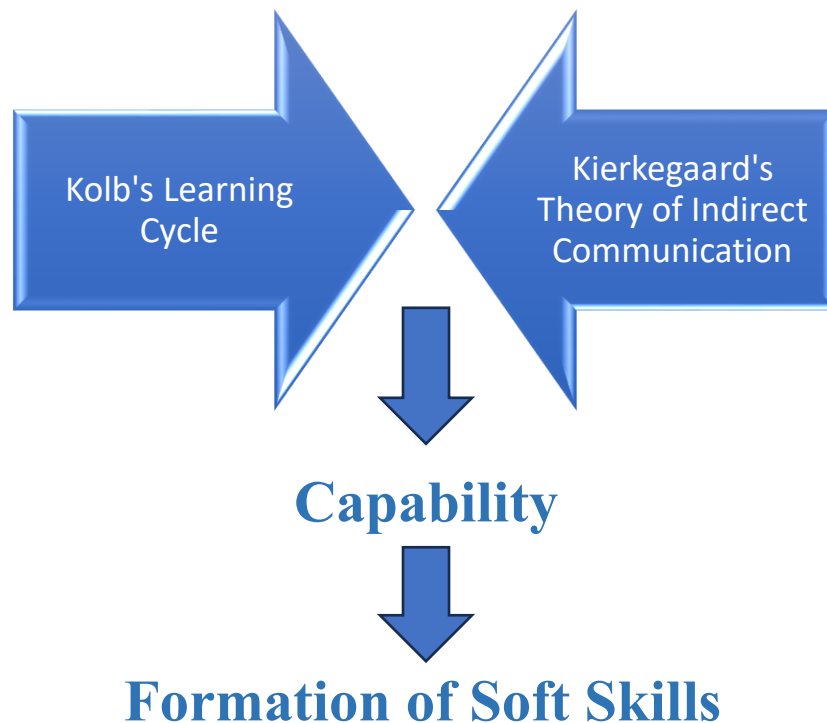 Kolb's Learning
Cycle
Kierkegaard's
Theory of Indirect
Communication
Capability
Formation of Soft Skills